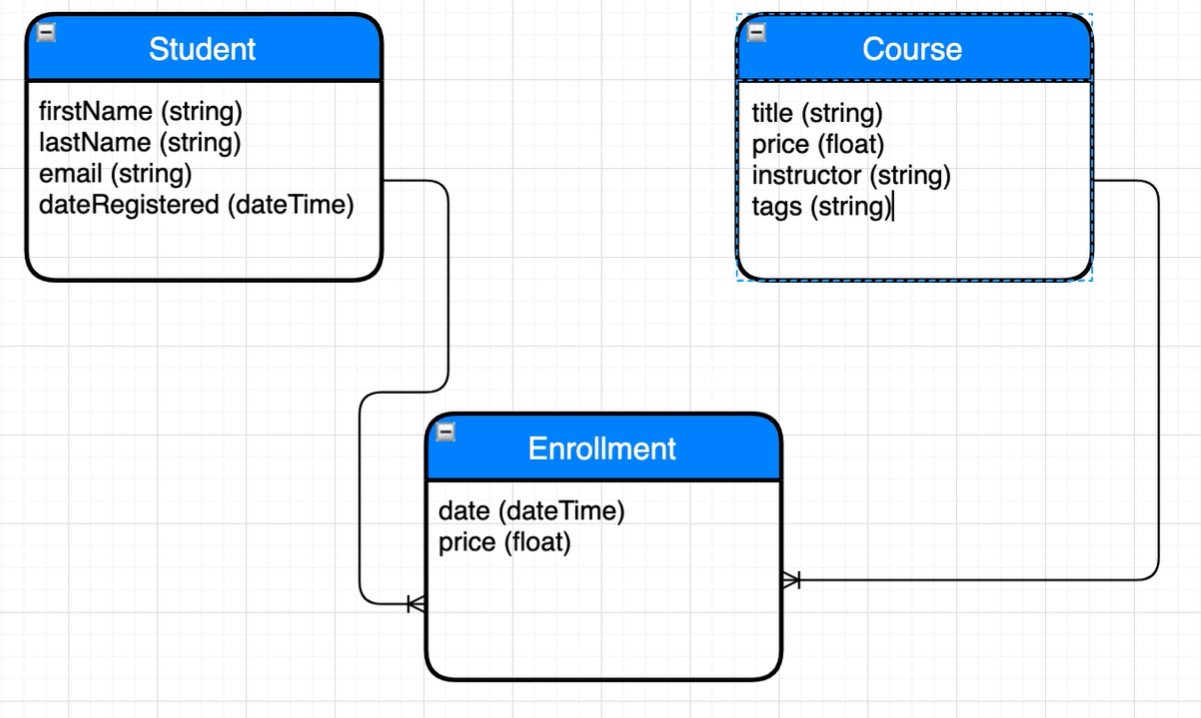 Student
firstName (string)
lastName (string)
email (string)
dateRegistered (dateTime)
Course
title (string)
price (float)
instructor (string)
tags (string)
Enrollment
date (dateTime)
price (float)